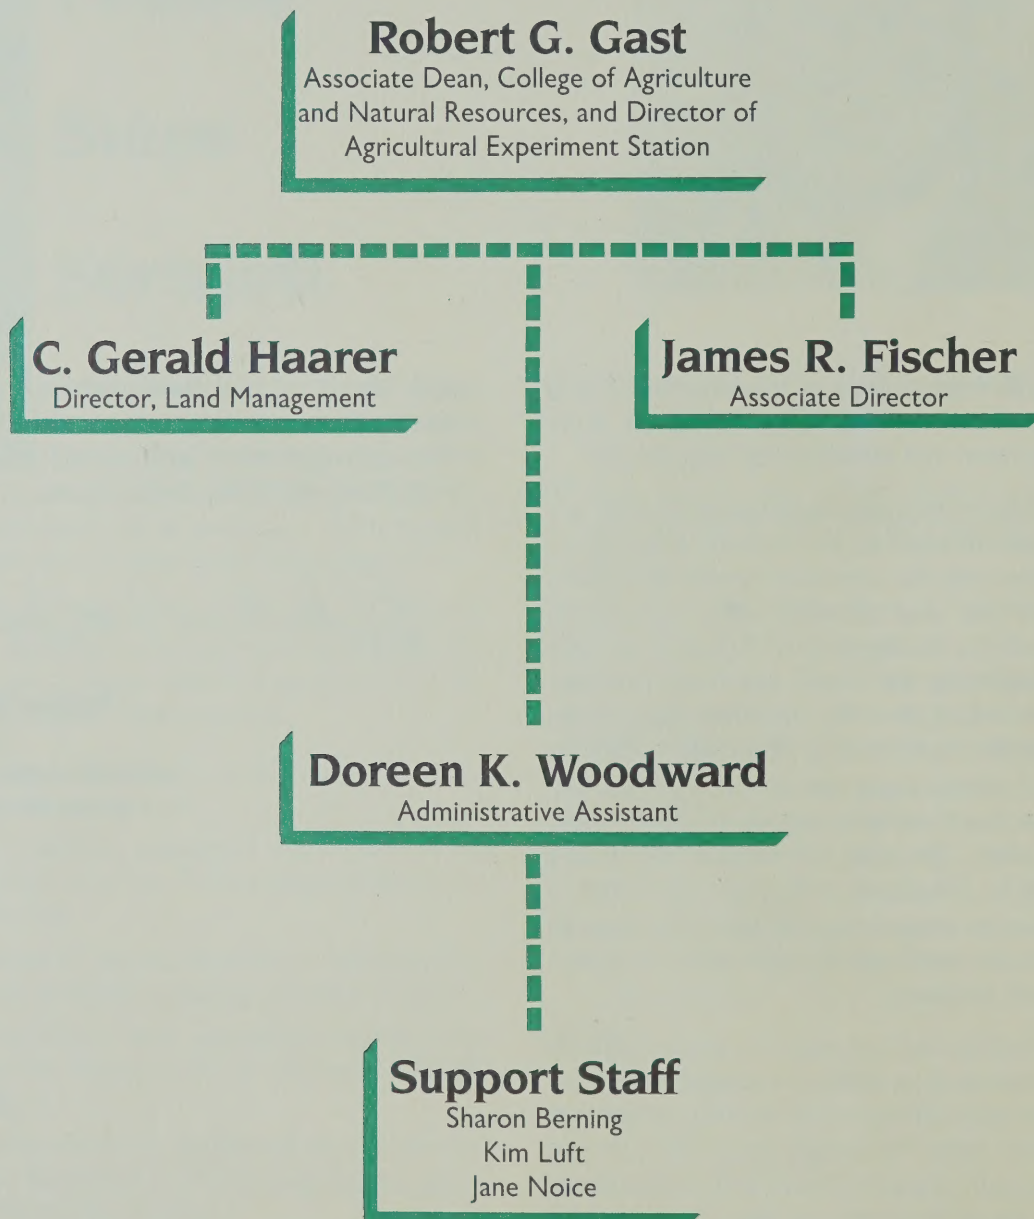 Robert G. Gast
Associate Dean, College of Agriculture
and Natural Resources, and Director of
Agricultural Experiment Station
C. Gerald Haarer
Director, Land Management
James R. Fischer
Associate Director
Doreen K. Woodward
Administrative Assistant
Support Staff
Sharon Berning
Kim Luft
Jane Noice